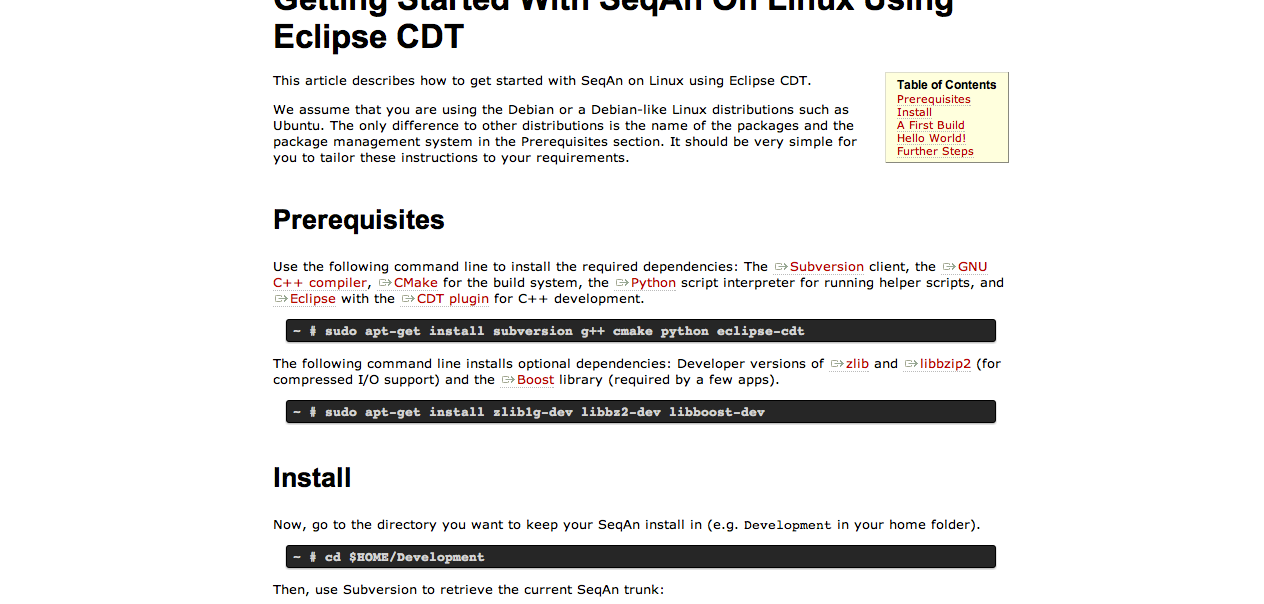 Getting Started With SeqAn On Linux Using
Eclipse CDT
This article describes how to get started with SeqAn on Linux using Eclipse CDT.
We assume that you are using the Debian or a Debian-like Linux distributions such as
Ubuntu. The only difference to other distributions is the name of the packages and the
package management system in the Prerequisites section. It should be very simple for
you to tailor these instructions to your requirements.
Table of Contents
Prerequisites
Install
A First Build
Hello World!
Further Steps
Prerequisites
Use the following command line to install the required dependencies: The Subversion client, the GNU
C++ compiler, CMake for the build system, the Python script interpreter for running helper scripts, and
Eclipse with the CDT plugin for C++ development.
~ # sudo apt-get install subversion g++ cmake python eclipse-cdt
The following command line installs optional dependencies: Developer versions of zlib and libbzip2 (for
compressed I/O support) and the Boost library (required by a few apps).
~ # sudo apt-get install zlib1g-dev libbz2-dev libboost-dev
Install
Now, go to the directory you want to keep your SeqAn install in (e.g. Development in your home folder).
~ # cd $HOME/Development
Then, use Subversion to retrieve the current SeqAn trunk: